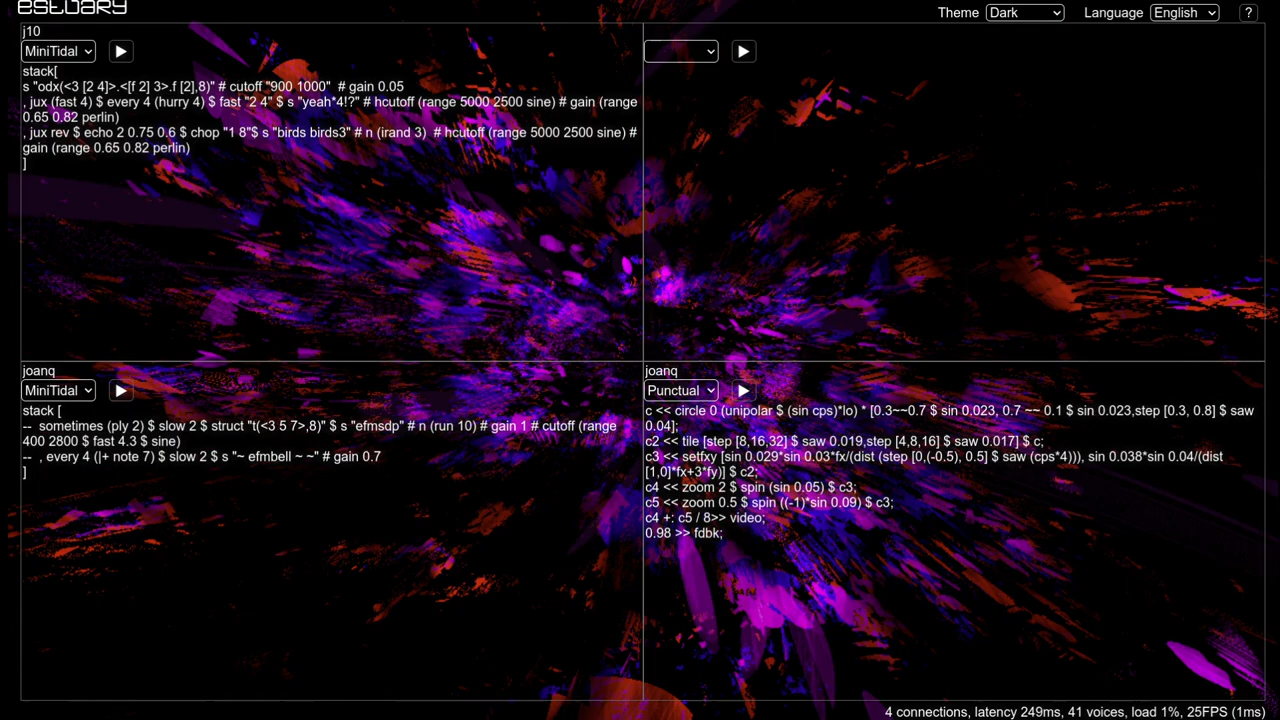 estuary
Theme Dark Language English ?
j10
MiniTidal
stack[
s "odx(<3 [2 4]>.<[f 2] 3>.f [2],8)" # cutoff "900 1000"  # gain 0.05
, jux (fast 4) $ every 4 (hurry 4) $ fast "2 4" $ s "yeah*4!?" # hcutoff (range 5000 2500 sine) # gain (range
0.65 0.82 perlin)
, jux rev $ echo 2 0.75 0.6 $ chop "1 8"$ s "birds birds3" # n (irand 3)  # hcutoff (range 5000 2500 sine) #
gain (range 0.65 0.82 perlin)
]
joanq
MiniTidal
stack [
--  sometimes (ply 2) $ slow 2 $ struct "t(<3 5 7>,8)" $ s "efmsdp" # n (run 10) # gain 1 # cutoff (range
400 2800 $ fast 4.3 $ sine)
--  , every 4 (|+ note 7) $ slow 2 $ s "~ efmbell ~ ~" # gain 0.7
]
joanq
Punctual
c << circle 0 (unipolar $ (sin cps)*lo) * [0.3~~0.7 $ sin 0.023, 0.7 ~~ 0.1 $ sin 0.023,step [0.3, 0.8] $ saw
0.04];
c2 << tile [step [8,16,32] $ saw 0.019,step [4,8,16] $ saw 0.017] $ c;
c3 << setfxy [sin 0.029*sin 0.03*fx/(dist (step [0,(-0.5), 0.5] $ saw (cps*4))), sin 0.038*sin 0.04/(dist
[1,0]*fx+3*fy)] $ c2;
c4 << zoom 2 $ spin (sin 0.05) $ c3;
c5 << zoom 0.5 $ spin ((-1)*sin 0.09) $ c3;
c4 +: c5 / 8>> video;
0.98 >> fdbk;
4 connections, latency 249ms, 41 voices, load 1%, 25FPS (1ms)